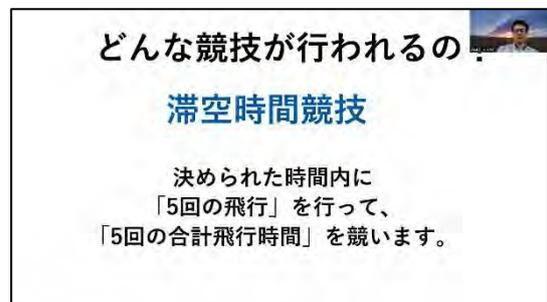 どんな競技が行われるの？
滞空時間競技
決められた時間内に
「5回の飛行」を行って、
「5回の合計飛行時間」を競います。